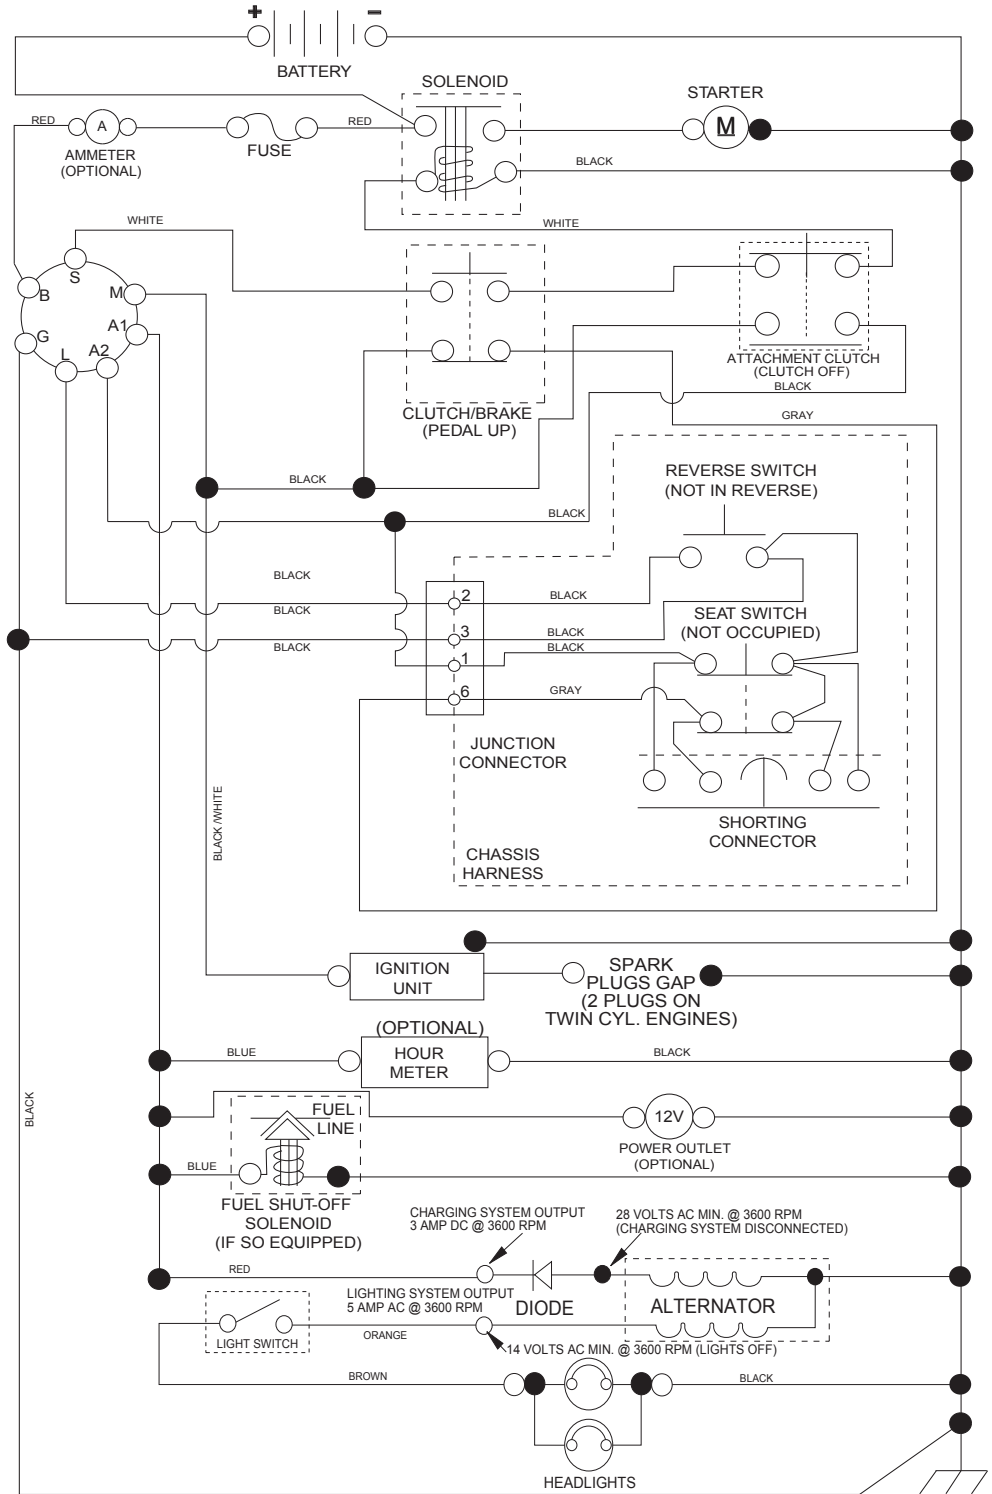 + −
BATTERY
SOLENOID
STARTER
RED
A
RED
M
AMMETER
(OPTIONAL)
FUSE
BLACK
WHITE
WHITE
S
B
M
G
A1
L
A2
ATTACHMENT CLUTCH
(CLUTCH OFF)
BLACK
CLUTCH/BRAKE
(PEDAL UP)
GRAY
REVERSE SWITCH
(NOT IN REVERSE)
BLACK
BLACK
BLACK
2
BLACK
BLACK
SEAT SWITCH
(NOT OCCUPIED)
3
BLACK
BLACK
BLACK
1
6
GRAY
JUNCTION
CONNECTOR
BLACK/WHITE
SHORTING
CONNECTOR
CHASSIS
HARNESS
IGNITION
UNIT
SPARK
PLUGS GAP
(2 PLUGS ON
TWIN CYL. ENGINES)
(OPTIONAL)
BLUE
HOUR
METER
BLACK
BLACK
FUEL
LINE
12V
POWER OUTLET
(OPTIONAL)
BLUE
FUEL SHUT-OFF
SOLENOID
(IF SO EQUIPPED)
CHARGING SYSTEM OUTPUT
3 AMP DC @ 3600 RPM
28 VOLTS AC MIN. @ 3600 RPM
(CHARGING SYSTEM DISCONNECTED)
RED
LIGHTING SYSTEM OUTPUT
5 AMP AC @ 3600 RPM
DIODE
ALTERNATOR
LIGHT SWITCH
ORANGE
14 VOLTS AC MIN. @ 3600 RPM (LIGHTS OFF)
BROWN
BLACK
HEADLIGHTS